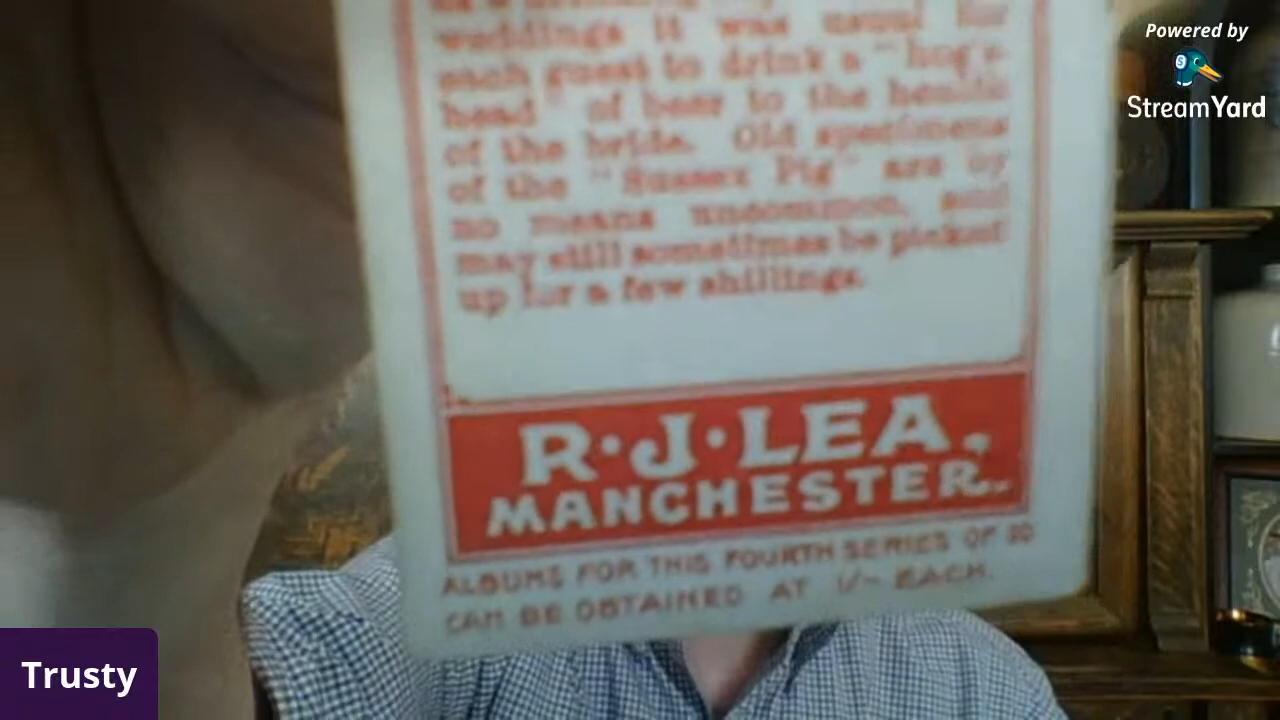 weddings it was usual for
each guest to drink a "hogs-
head" of beer to the health
of the bride. Old specimens
of the "Sussex Pig" are by
no means uncommon, and
may still sometimes be picked
up for a few shillings.
R·J·LEA,
MANCHESTER.
ALBUMS FOR THIS FOURTH SERIES OF 50
CAN BE OBTAINED AT 1/- EACH.
Powered by
StreamYard
Trusty